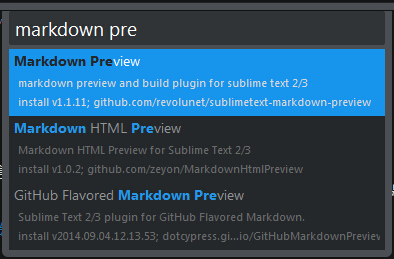 markdown pre
Markdown Preview
markdown preview and build plugin for sublime text 2/3
install v1.1.11; github.com/revolunet/sublimetext-markdown-preview
Markdown HTML Preview
Markdown HTML Preview for Sublime Text 2/3
install v1.0.2; github.com/zeyon/MarkdownHtmlPreview
GitHub Flavored Markdown Preview
Sublime Text 2/3 plugin for GitHub Flavored Markdown.
install v2014.09.04.12.13.53; dotcypress.gi...io/GitHubMarkdownPreview